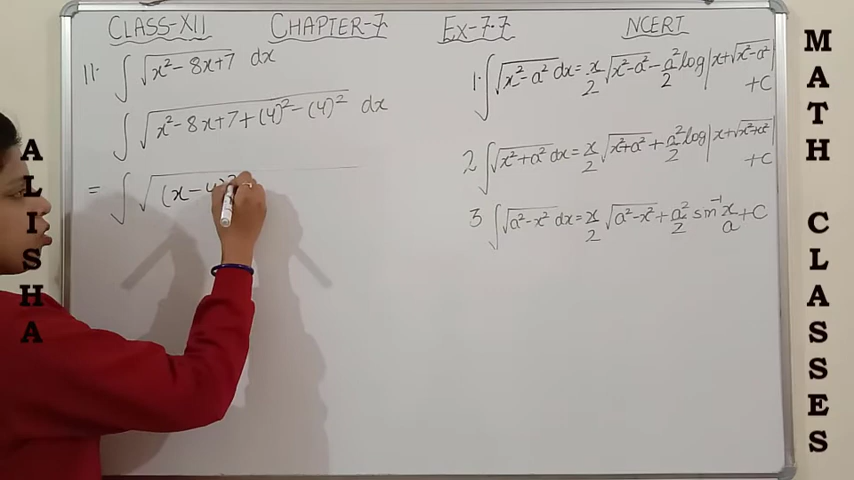 CLASS-XII CHAPTER-7 EX-7.7 NCERT
11. ∫√(x²-8x+7) dx
∫√(x²-8x+7+(4)²-(4)²) dx
= ∫√((x-4)²
1. ∫√(x²-a²) dx = x/2 √(x²-a²) - a²/2 log|x+√(x²-a²)|
+C
2 ∫√(x²+a²) dx = x/2 √(x²+a²) + a²/2 log|x+√(x²+a²)|
+C
3 ∫√(a²-x²) dx = x/2 √(a²-x²) + a²/2 sin⁻¹ x/a + C
ALISHA
MATH CLASSES